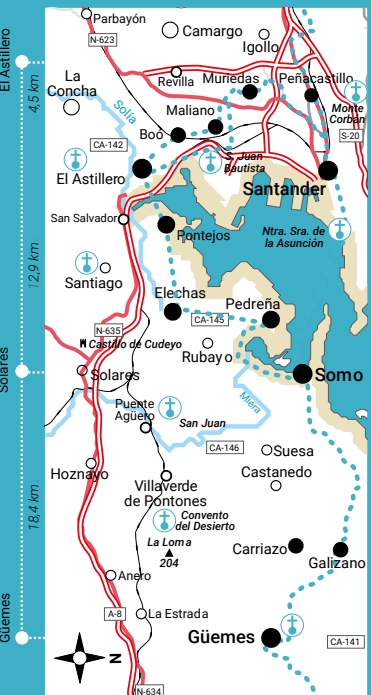 El Astillero
4,5 km
12,9 km
Solares
18,4 km
Güemes
Parbayón
N-623
Camargo
Igollo
Revilla
Muriedas
Peñacastillo
La
Concha
Solía
Maliano
Monte
Corbán
Boo
S-20
CA-142
S. Juan
Bautista
El Astillero
Santander
San Salvador
Pontejos
Ntra. Sra. de
la Asunción
Santiago
Elechas
Pedreña
CA-145
N-635
Castillo de Cudeyo
Rubayo
Solares
Somo
Miera
Puente
Agüero
San Juan
CA-146
Suesa
Hoznayo
Castanedo
Villaverde
de Pontones
Convento
del Desierto
La Loma
204
Carriazo
Galizano
Anero
A-8
La Estrada
Güemes
CA-141
N
N-634